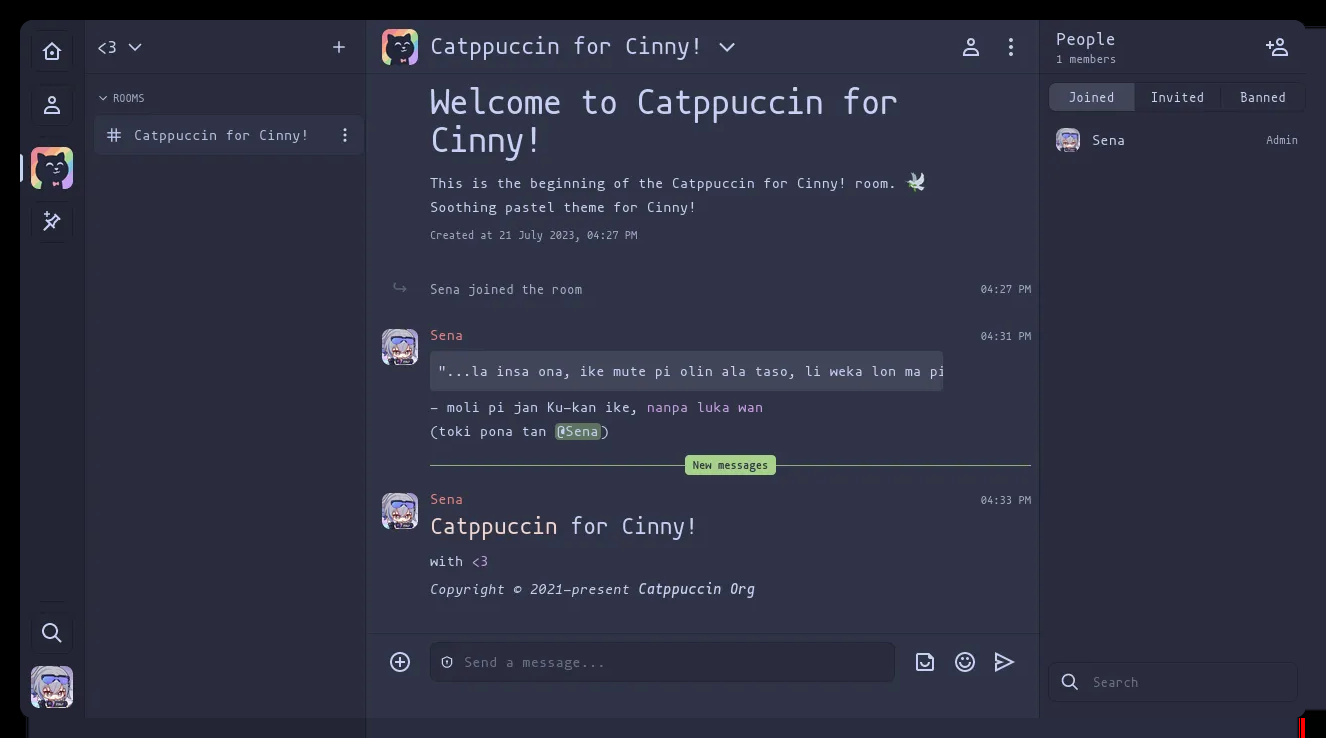 <3
ROOMS
Catppuccin for Cinny!
Catppuccin for Cinny!
Welcome to Catppuccin for
Cinny!
This is the beginning of the Catppuccin for Cinny! room. 🕊️
Soothing pastel theme for Cinny!
Created at 21 July 2023, 04:27 PM
Sena joined the room 04:27 PM
Sena 04:31 PM
"...la insa ona, ike mute pi olin ala taso, li weka lon ma pi
— moli pi jan Ku-kan ike, nanpa luka wan
(toki pona tan @Sena)
New messages
Sena 04:33 PM
Catppuccin for Cinny!
with <3
Copyright © 2021-present Catppuccin Org
Send a message...
People
1 members
Joined Invited Banned
Sena Admin
Search